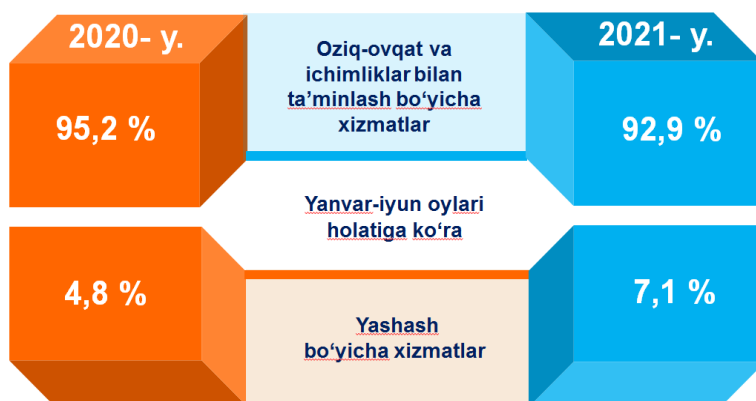 2020- y.
Oziq-ovqat va
ichimliklar bilan
ta’minlash bo‘yicha
xizmatlar
2021- y.
95,2 %
92,9 %
Yanvar-iyun oylari
holatiga ko‘ra
4,8 %
7,1 %
Yashash
bo‘yicha xizmatlar